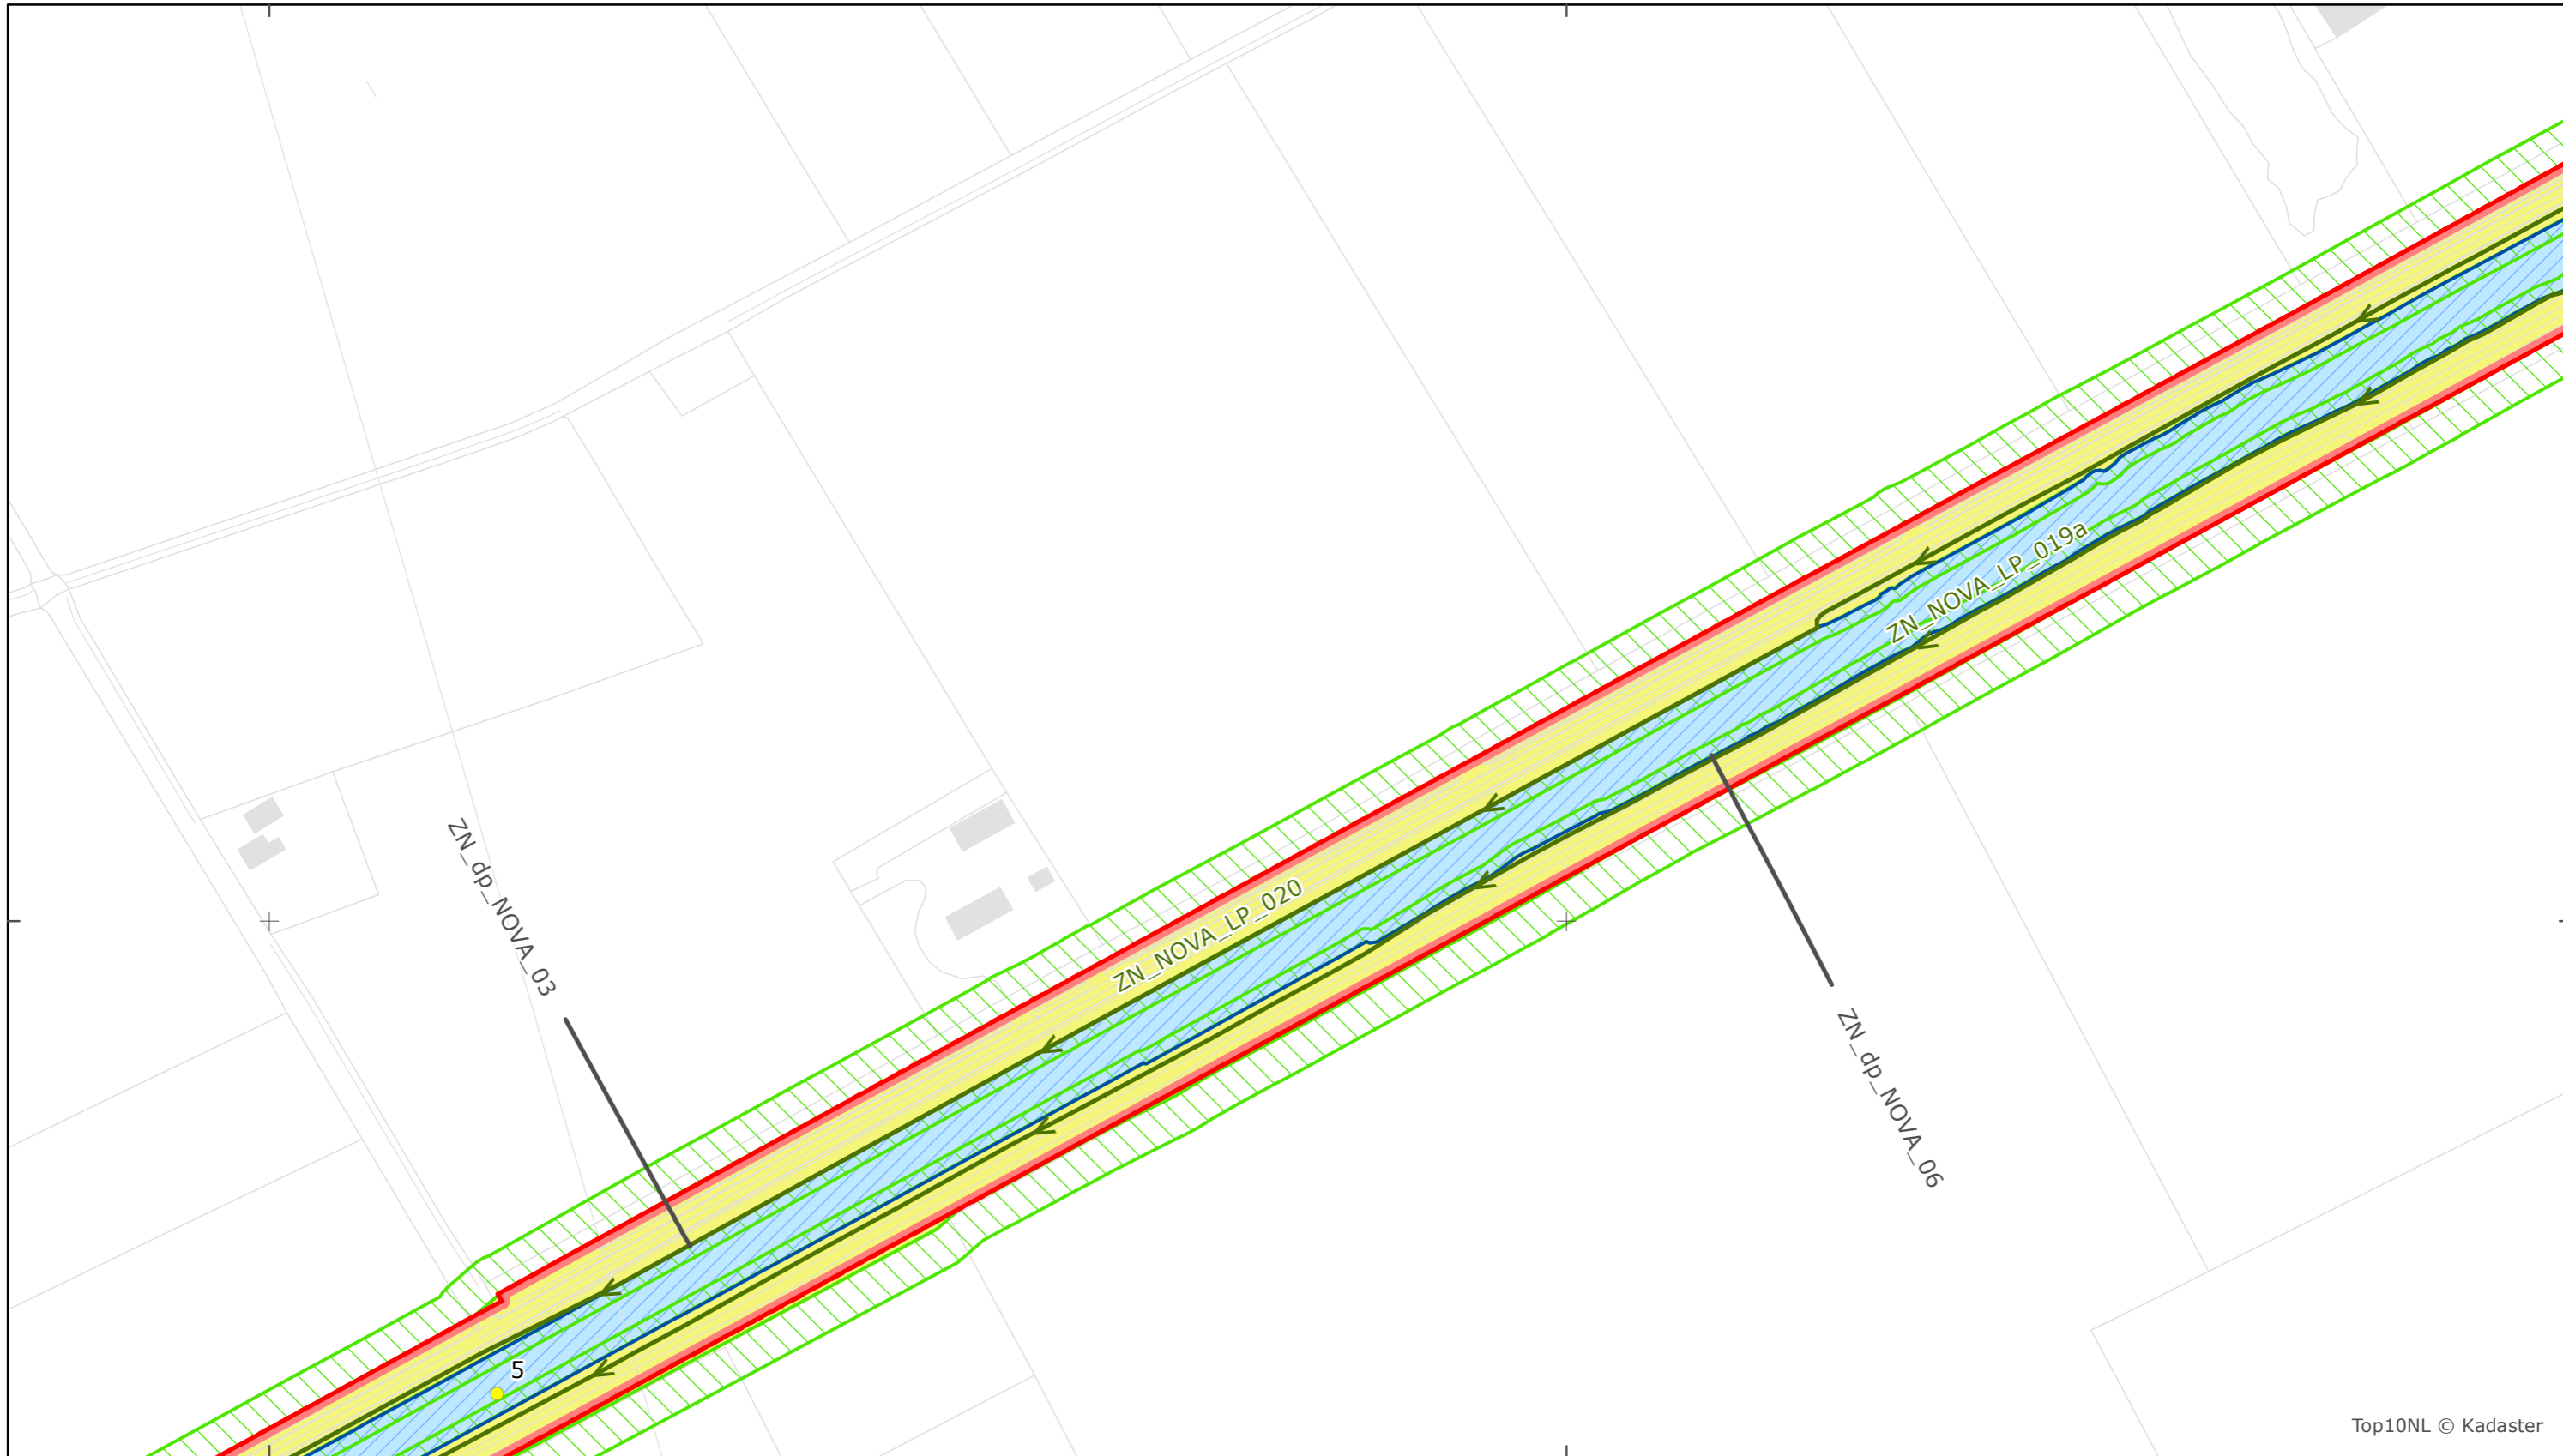 ZN_NOVA_LP_019a
ZN_dp_NOVA_03
ZN_NOVA_LP_020
ZN_dp_NOVA_06
5
Top10NL © Kadaster